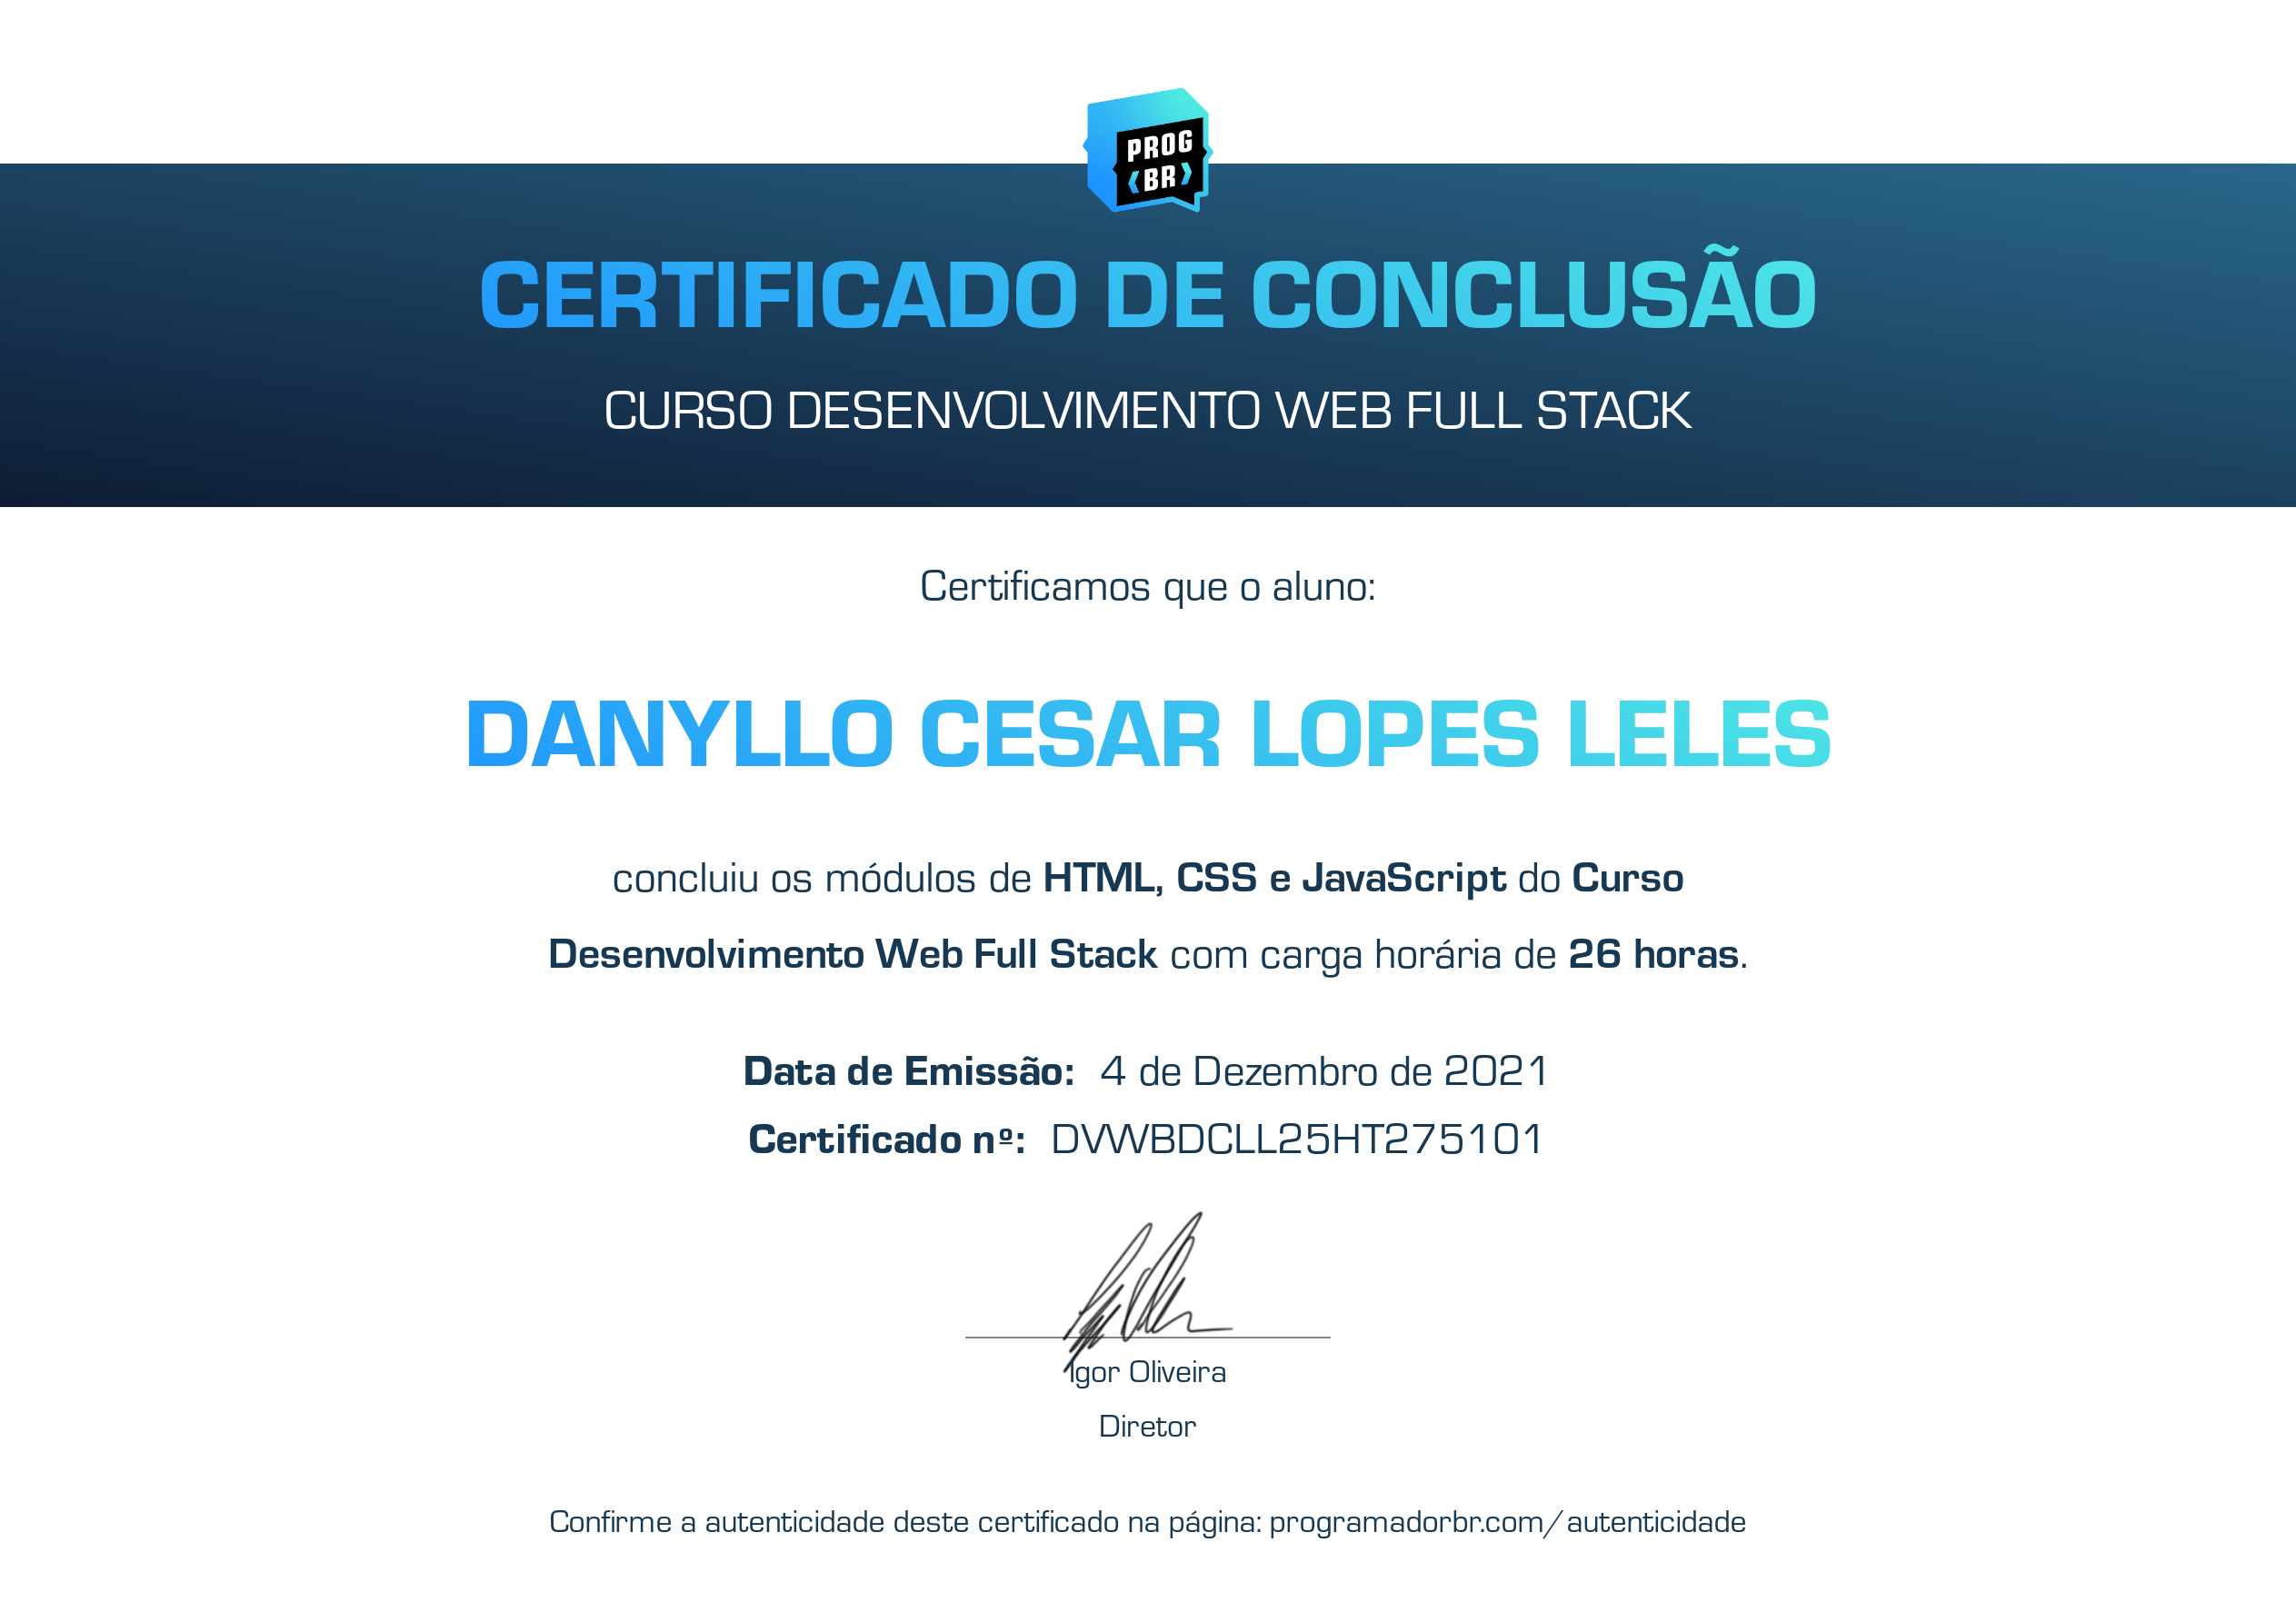 PROG
BR
CERTIFICADO DE CONCLUSÃO
CURSO DESENVOLVIMENTO WEB FULL STACK
Certificamos que o aluno:
DANYLLO CESAR LOPES LELES
concluiu os módulos de HTML, CSS e JavaScript do Curso
Desenvolvimento Web Full Stack com carga horária de 26 horas.
Data de Emissão: 4 de Dezembro de 2021
Certificado nº: DVWBDCLL25HT275101
Igor Oliveira
Diretor
Confirme a autenticidade deste certificado na página: programadorbr.com/autenticidade